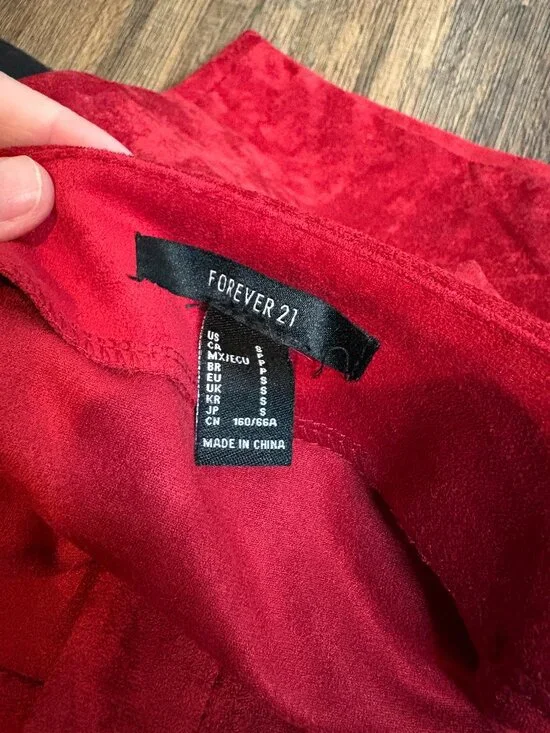 FOREVER 21
US S
CA P
MX/ECU P
BR P
EU S
UK S
KR S
JP S
CN 160/66A
MADE IN CHINA